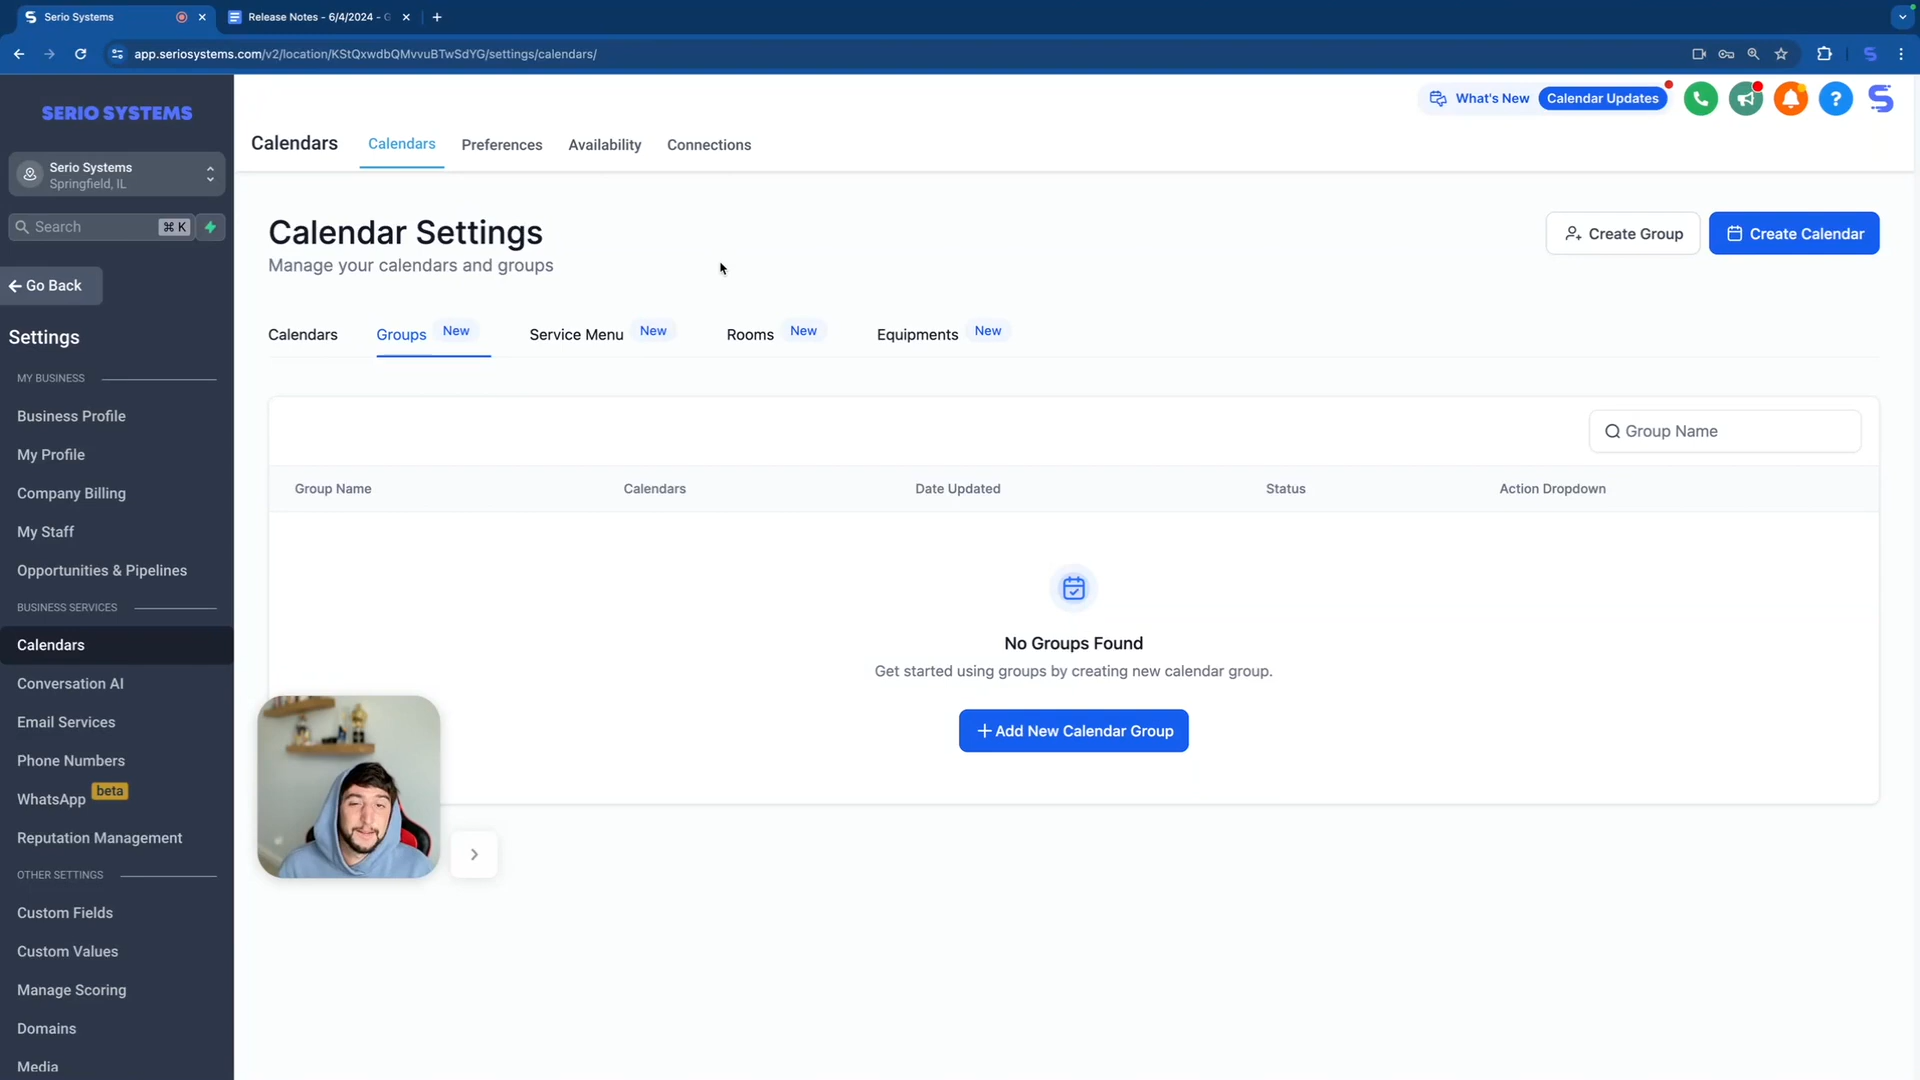 Serio Systems
Release Notes - 6/4/2024 - G
app.seriosystems.com/v2/location/KStQxwdbQMvvuBTwSdYG/settings/calendars/
SERIO SYSTEMS
Serio Systems
Springfield, IL
Search ⌘ K
Go Back
Settings
MY BUSINESS
Business Profile
My Profile
Company Billing
My Staff
Opportunities & Pipelines
BUSINESS SERVICES
Calendars
Conversation AI
Email Services
Phone Numbers
WhatsApp beta
Reputation Management
OTHER SETTINGS
Custom Fields
Custom Values
Manage Scoring
Domains
Media
What's New Calendar Updates
Calendars Calendars Preferences Availability Connections
Calendar Settings
Manage your calendars and groups
Create Group Create Calendar
Calendars Groups New Service Menu New Rooms New Equipments New
Group Name
Group Name Calendars Date Updated Status Action Dropdown
No Groups Found
Get started using groups by creating new calendar group.
+ Add New Calendar Group